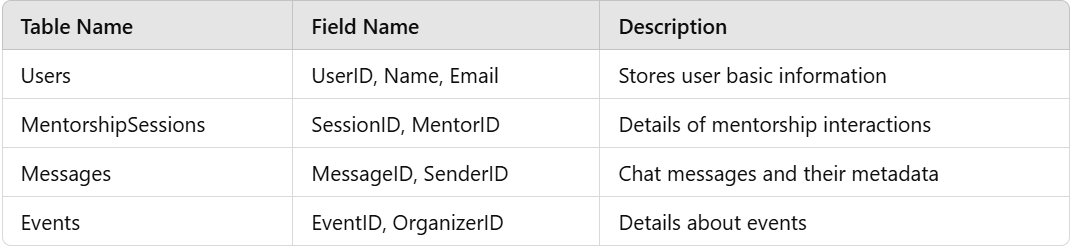 Table Name Field Name Description
Users UserID, Name, Email Stores user basic information
MentorshipSessions SessionID, MentorID Details of mentorship interactions
Messages MessageID, SenderID Chat messages and their metadata
Events EventID, OrganizerID Details about events